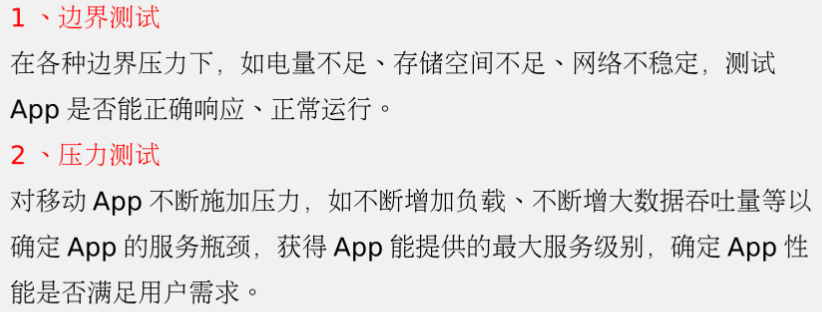 1 、边界测试
在各种边界压力下，如电量不足、存储空间不足、网络不稳定，测试
App 是否能正确响应、正常运行。
2 、压力测试
对移动 App 不断施加压力，如不断增加负载、不断增大数据吞吐量等以
确定 App 的服务瓶颈，获得 App 能提供的最大服务级别，确定 App 性
能是否满足用户需求。